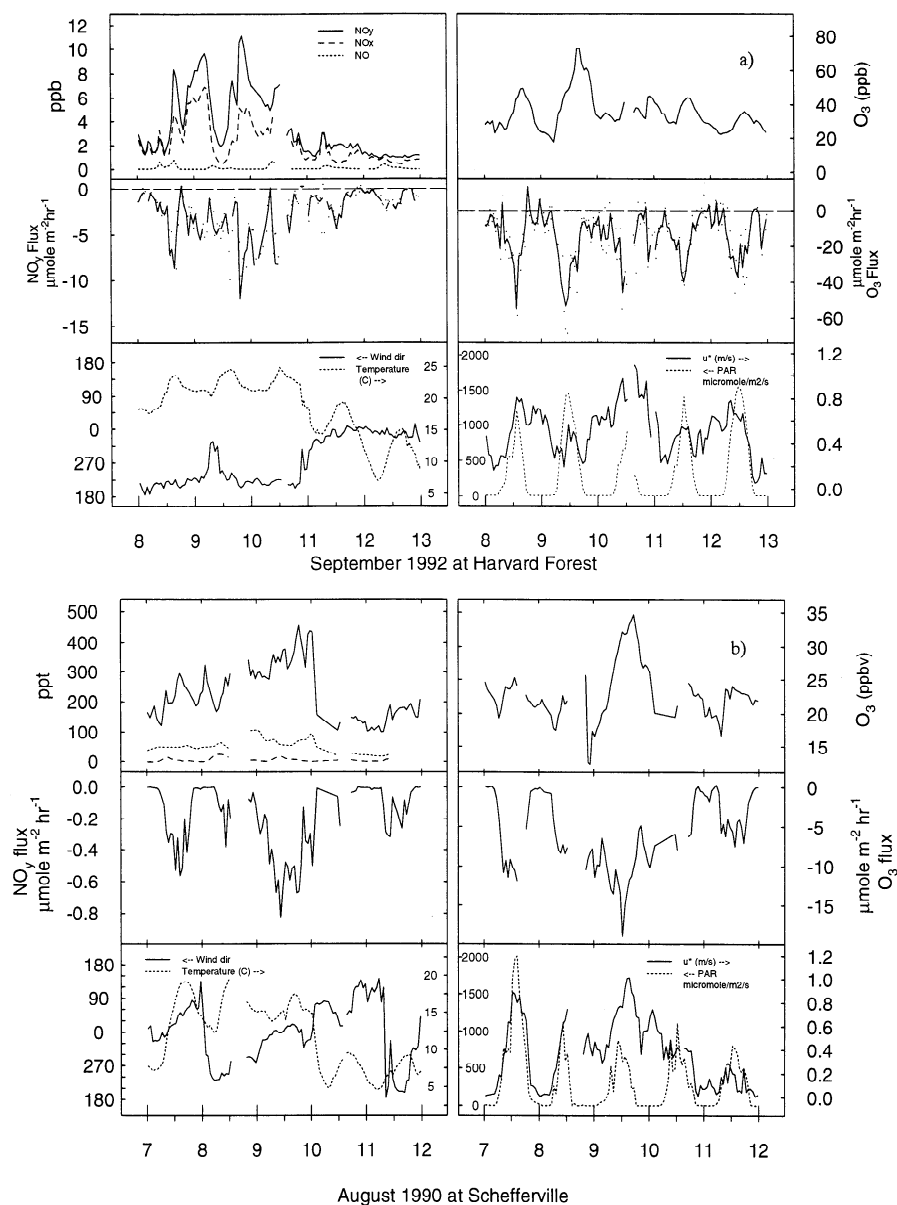 NOy
NOx
NO
a)
ppb
12
10
8
6
4
2
0
80
60
40
20
0
O3 (ppb)
NOy Flux
μmole m-2hr-1
0
-5
-10
-15
0
-20
-40
-60
μmole m-2hr-1
O3 Flux
<-- Wind dir
Temperature
(C) -->
180
90
0
270
180
25
20
15
10
5
u* (m/s) -->
<-- PAR
micromole/m2/s
2000
1500
1000
500
0
1.2
0.8
0.4
0.0
8 9 10 11 12 13
8 9 10 11 12 13
September 1992 at Harvard Forest
b)
ppt
500
400
300
200
100
0
35
30
25
20
15
O3 (ppbv)
NOy flux
μmole m-2 hr-1
0.0
-0.2
-0.4
-0.6
-0.8
0
-5
-10
-15
μmole m-2 hr-1
O3 flux
<-- Wind dir
Temperature (C) -->
180
90
0
270
180
20
15
10
5
u* (m/s) -->
<-- PAR
micromole/m2/s
2000
1500
1000
500
0
1.2
1.0
0.8
0.6
0.4
0.2
0.0
7 8 9 10 11 12
7 8 9 10 11 12
August 1990 at Schefferville